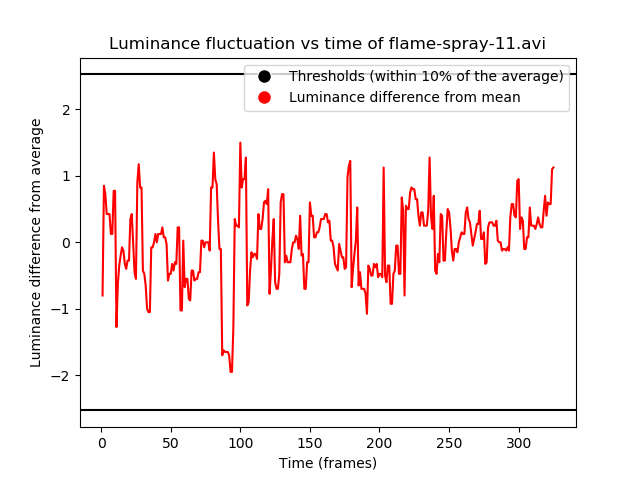 Luminance fluctuation vs time of flame-spray-11.avi
Thresholds (within 10% of the average)
Luminance difference from mean
Luminance difference from average
2
1
0
−1
−2
0 50 100 150 200 250 300
Time (frames)